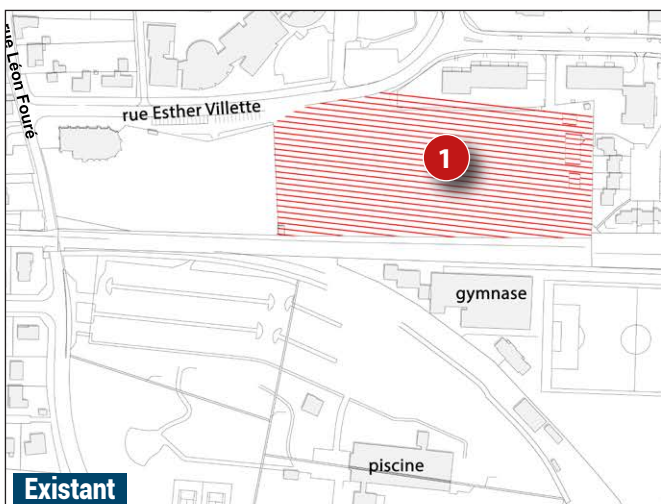 rue Léon Fouré
rue Esther Villette
1
gymnase
piscine
Existant